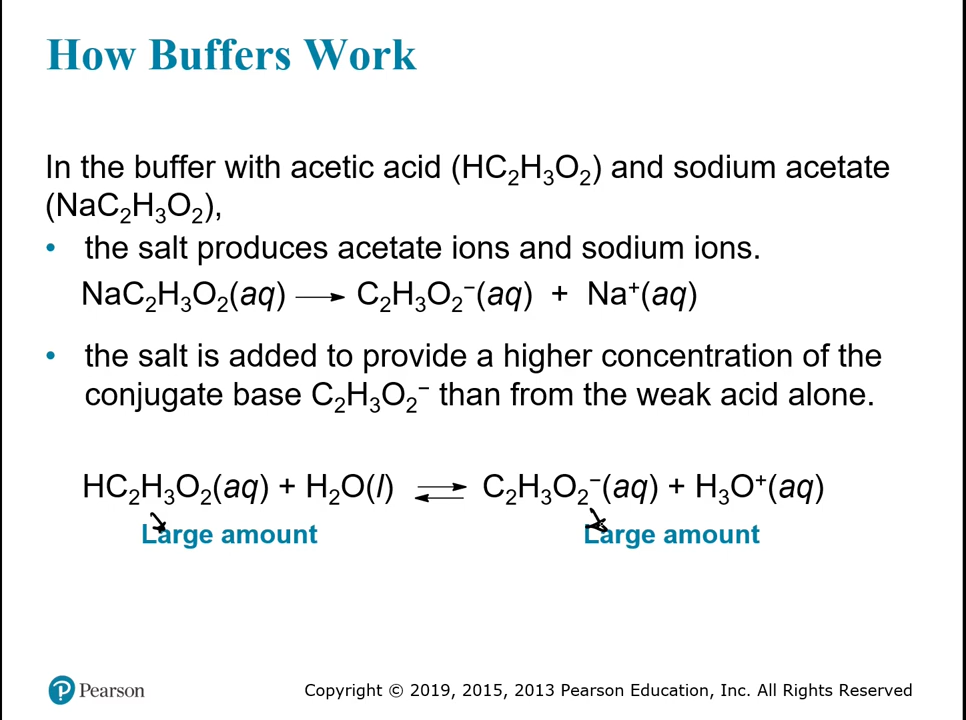 How Buffers Work
In the buffer with acetic acid (HC₂H₃O₂) and sodium acetate
(NaC₂H₃O₂),
• the salt produces acetate ions and sodium ions.
NaC₂H₃O₂(aq) ⟶ C₂H₃O₂⁻(aq) + Na⁺(aq)
• the salt is added to provide a higher concentration of the
conjugate base C₂H₃O₂⁻ than from the weak acid alone.
HC₂H₃O₂(aq) + H₂O(l) ⇌ C₂H₃O₂⁻(aq) + H₃O⁺(aq)
Large amount Large amount
Pearson Copyright © 2019, 2015, 2013 Pearson Education, Inc. All Rights Reserved